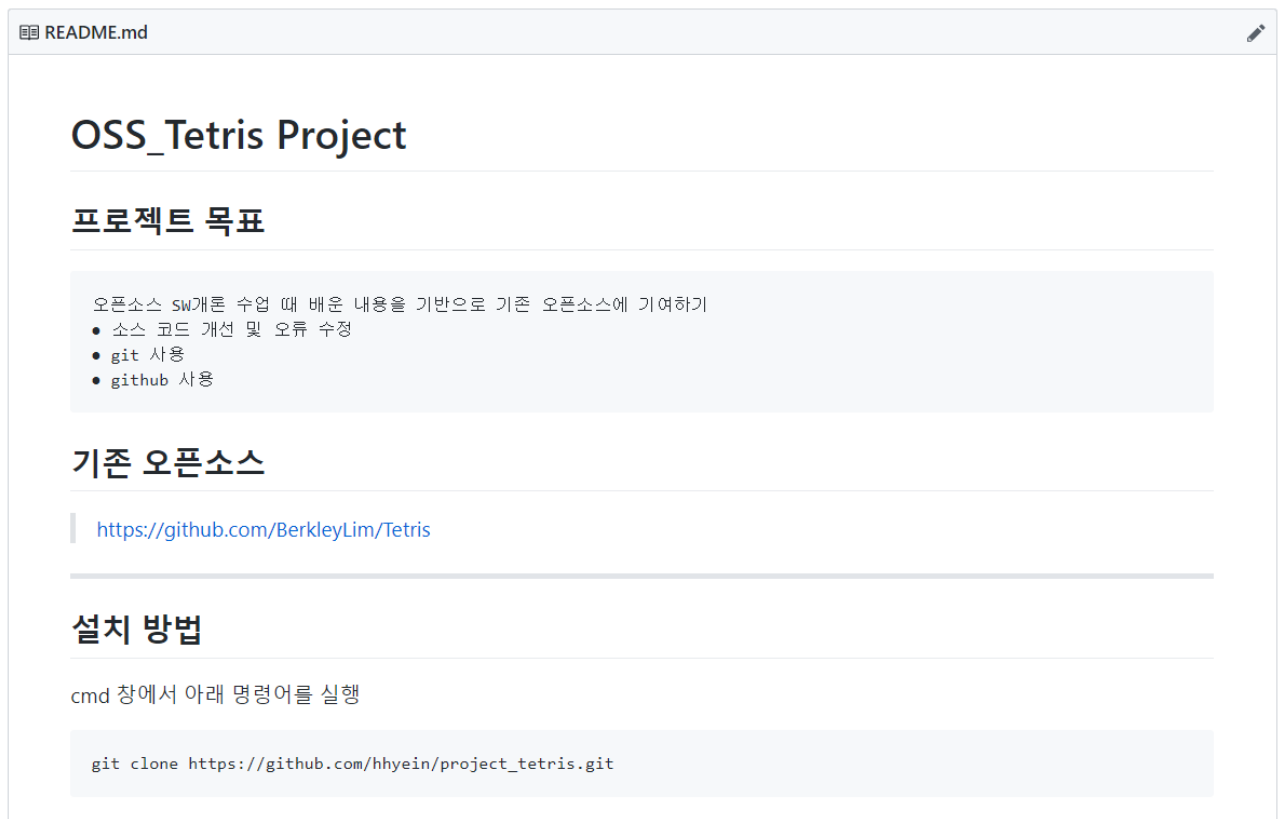 README.md
OSS_Tetris Project
프로젝트 목표
오픈소스 SW개론 수업 때 배운 내용을 기반으로 기존 오픈소스에 기여하기
● 소스 코드 개선 및 오류 수정
● git 사용
● github 사용
기존 오픈소스
https://github.com/BerkleyLim/Tetris
설치 방법
cmd 창에서 아래 명령어를 실행
git clone https://github.com/hhyein/project_tetris.git